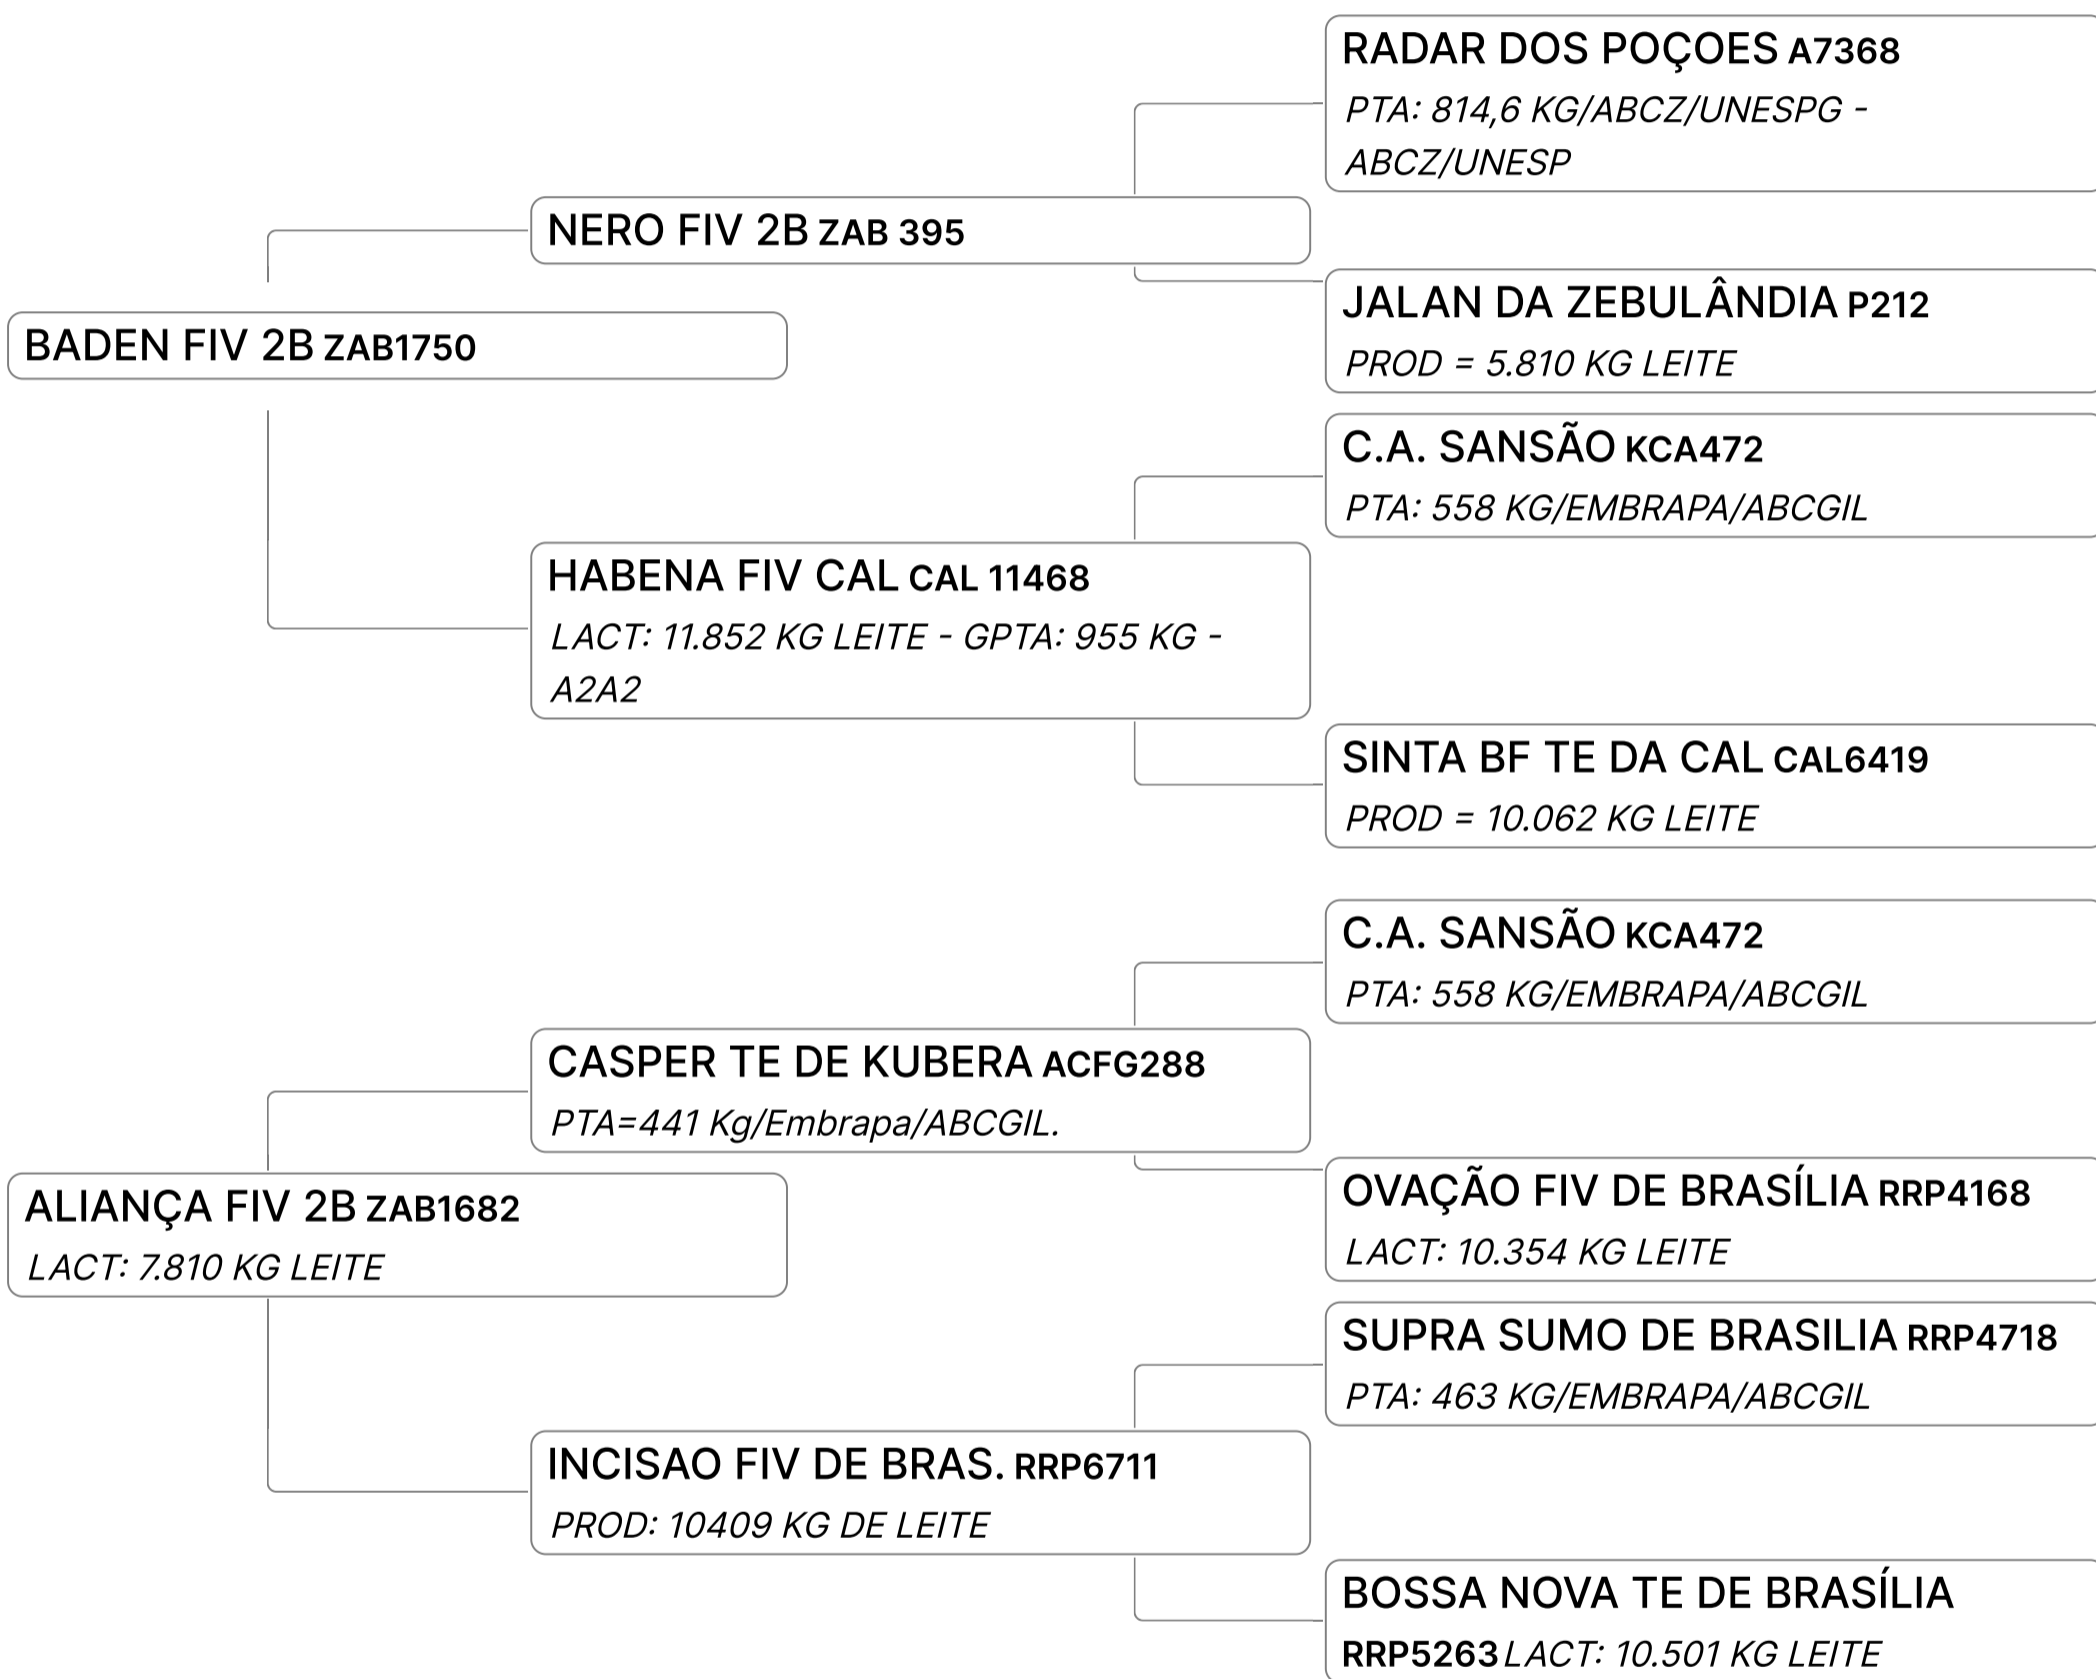 RADAR DOS POÇOES A7368
PTA: 814,6 KG/ABCZ/UNESPG -
ABCZ/UNESP
NERO FIV 2B ZAB 395
JALAN DA ZEBULÂNDIA P212
PROD = 5.810 KG LEITE
BADEN FIV 2B ZAB1750
C.A. SANSÃO KCA472
PTA: 558 KG/EMBRAPA/ABCGIL
HABENA FIV CAL CAL 11468
LACT: 11.852 KG LEITE - GPTA: 955 KG -
A2A2
SINTA BF TE DA CAL CAL6419
PROD = 10.062 KG LEITE
C.A. SANSÃO KCA472
PTA: 558 KG/EMBRAPA/ABCGIL
CASPER TE DE KUBERA ACFG288
PTA=441 Kg/Embrapa/ABCGIL.
OVAÇÃO FIV DE BRASÍLIA RRP4168
LACT: 10.354 KG LEITE
ALIANÇA FIV 2B ZAB1682
LACT: 7.810 KG LEITE
SUPRA SUMO DE BRASILIA RRP4718
PTA: 463 KG/EMBRAPA/ABCGIL
INCISAO FIV DE BRAS. RRP6711
PROD: 10409 KG DE LEITE
BOSSA NOVA TE DE BRASÍLIA
RRP5263 LACT: 10.501 KG LEITE